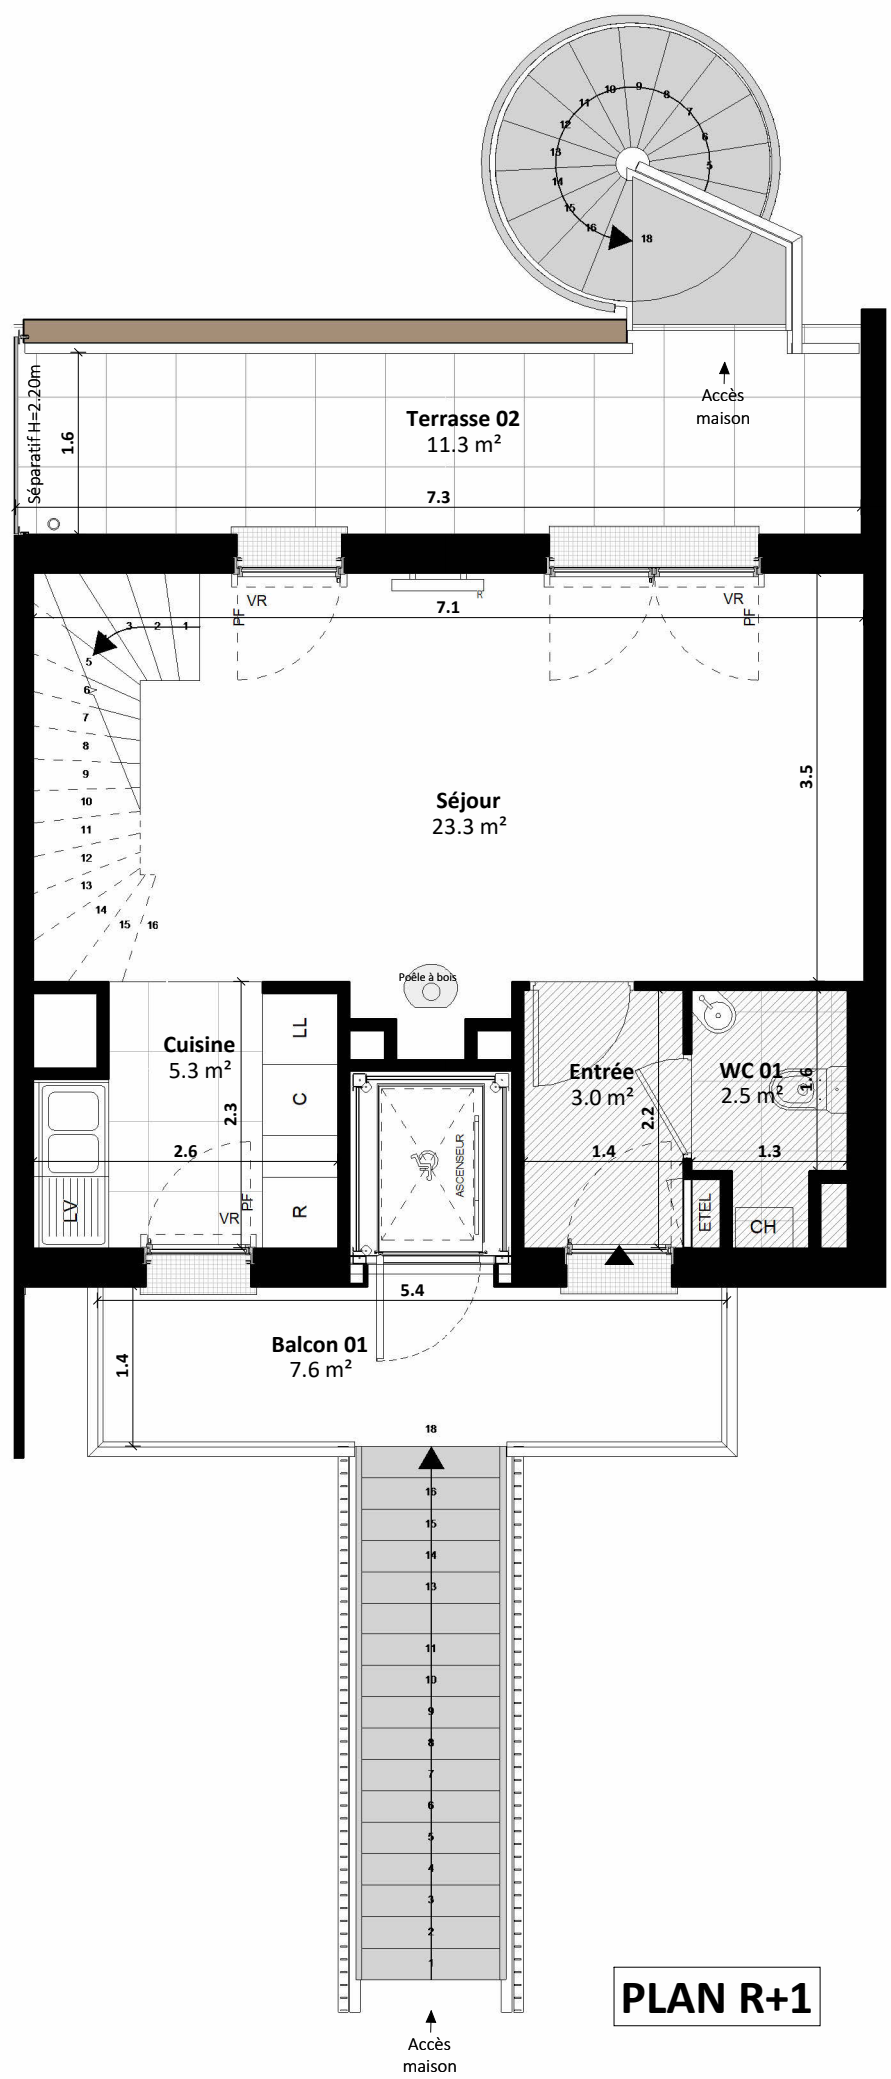 9
10
8
11
7
12
6
13
5
14
15
16
18
Accès
maison
Séparatif H=2.20m
1.6
Terrasse 02
11.3 m²
7.3
VR
PF
R
VR
PF
7.1
1
2
3
5
6
7
8
9
10
11
12
13
14
15
16
3.5
Séjour
23.3 m²
Poêle à bois
Cuisine
5.3 m²
LL
C
R
2.3
2.6
LV
VR
PF
ASCENSEUR
Entrée
3.0 m²
2.2
1.4
WC 01
2.5 m²
1.6
1.3
ETEL
CH
5.4
Balcon 01
7.6 m²
1.4
18
16
15
14
13
11
10
9
8
7
6
5
4
3
2
1
Accès
maison
PLAN R+1